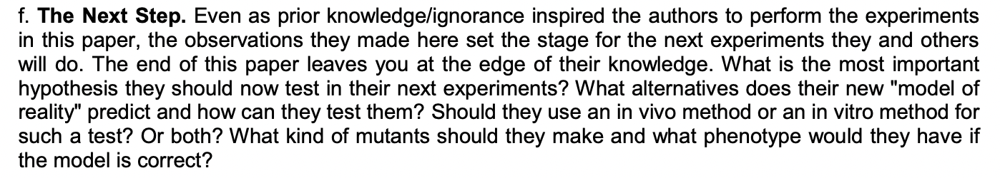 f. The Next Step. Even as prior knowledge/ignorance inspired the authors to perform the experiments
in this paper, the observations they made here set the stage for the next experiments they and others
will do. The end of this paper leaves you at the edge of their knowledge. What is the most important
hypothesis they should now test in their next experiments? What alternatives does their new "model of
reality" predict and how can they test them? Should they use an in vivo method or an in vitro method for
such a test? Or both? What kind of mutants should they make and what phenotype would they have if
the model is correct?